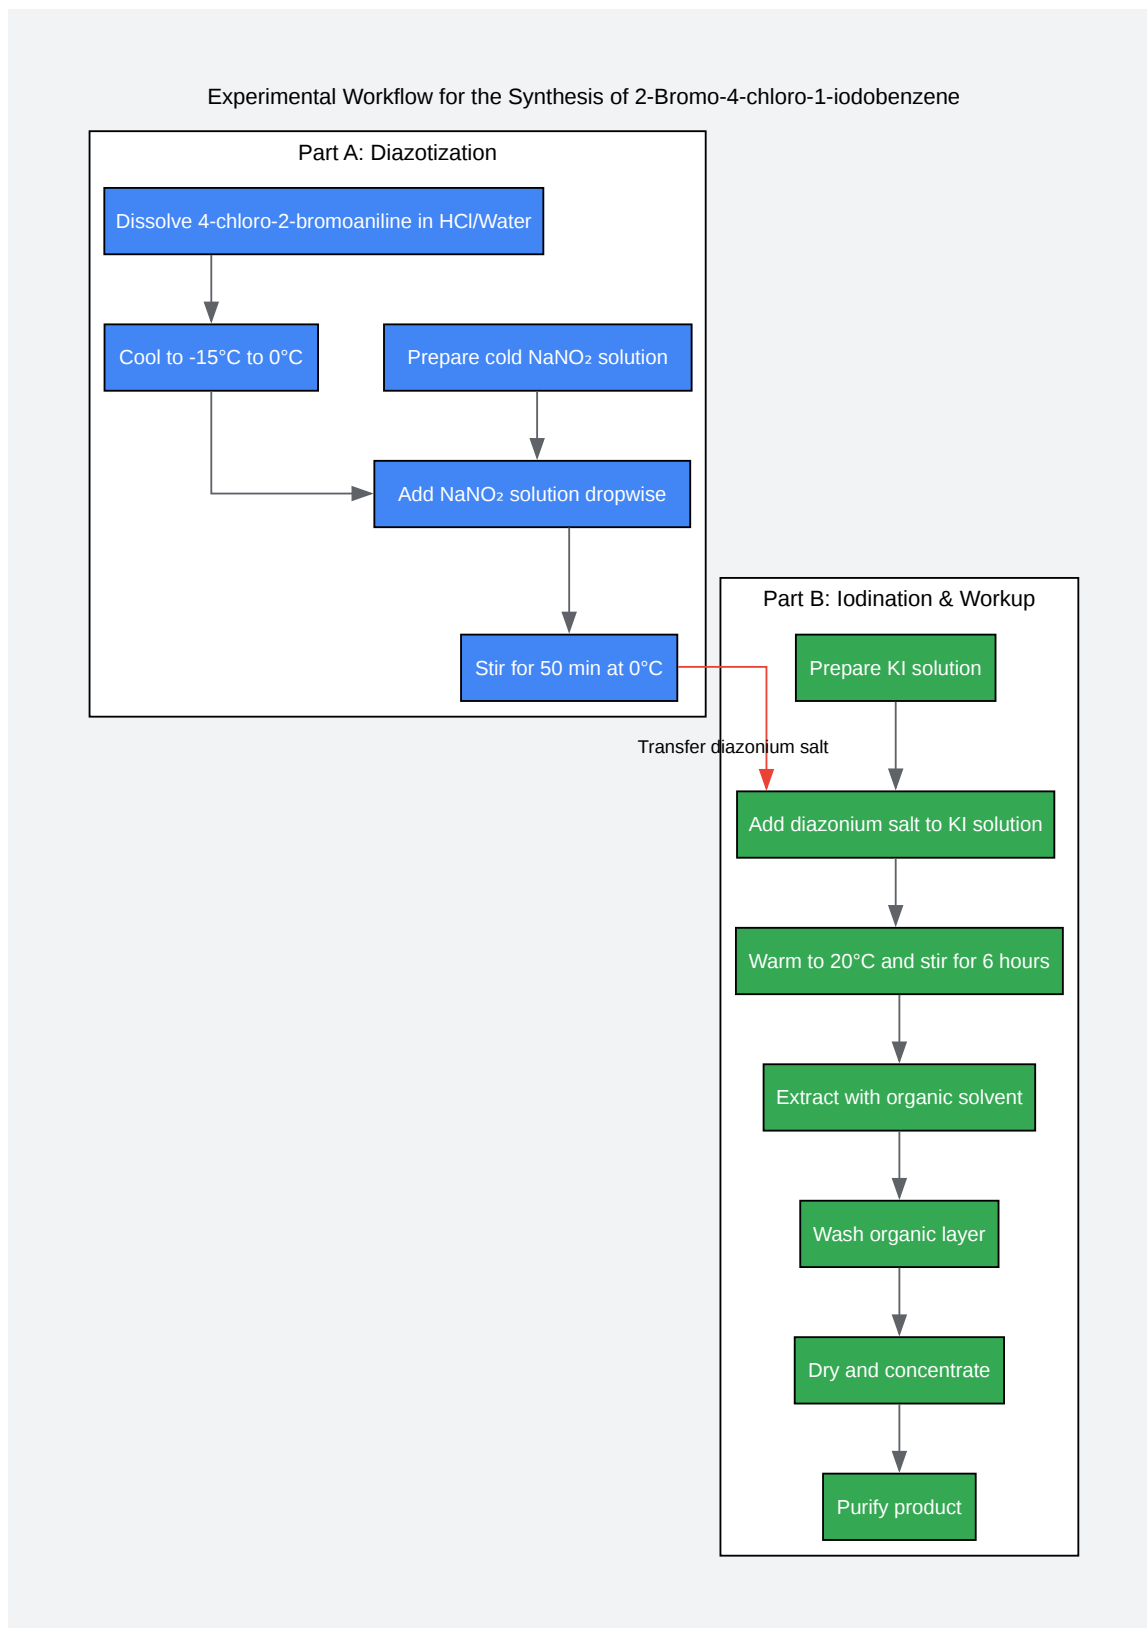 Experimental Workflow for the Synthesis of 2-Bromo-4-chloro-1-iodobenzene
Part A: Diazotization
Dissolve 4-chloro-2-bromoaniline in HCl/Water
Cool to -15°C to 0°C
Prepare cold NaNO₂ solution
Add NaNO₂ solution dropwise
Stir for 50 min at 0°C
Transfer diazonium salt
Part B: Iodination & Workup
Prepare KI solution
Add diazonium salt to KI solution
Warm to 20°C and stir for 6 hours
Extract with organic solvent
Wash organic layer
Dry and concentrate
Purify product